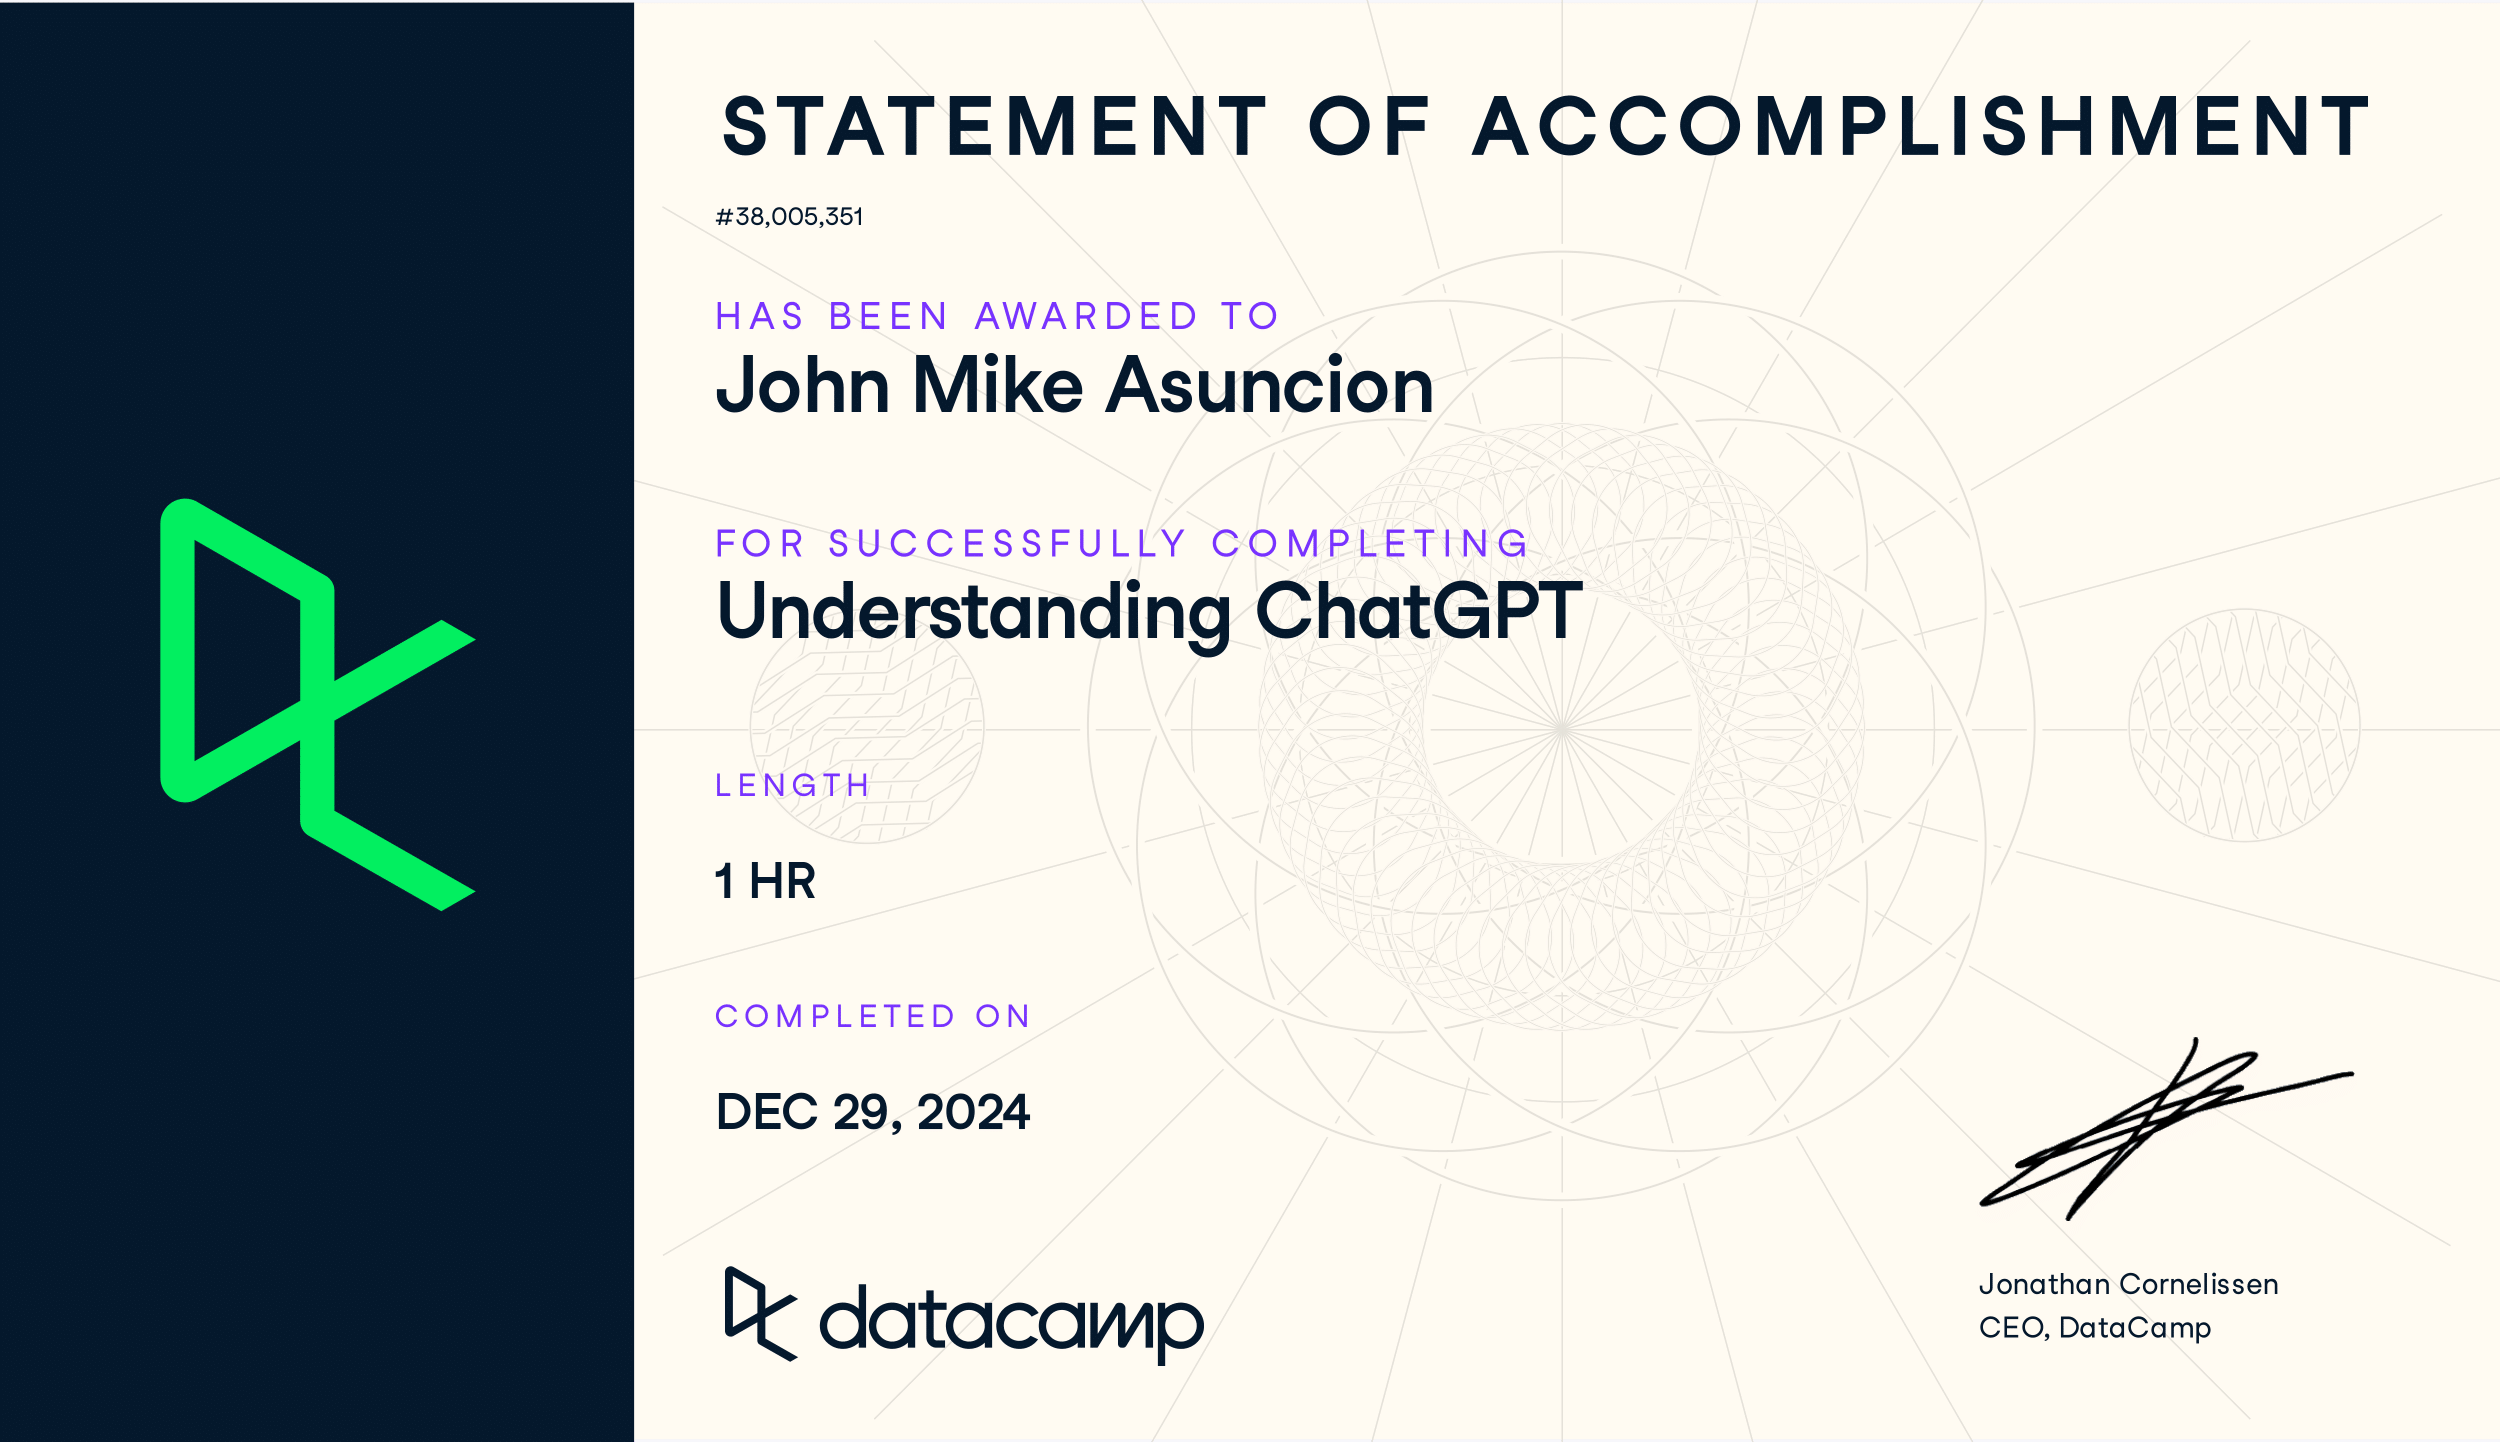 STATEMENT OF ACCOMPLISHMENT
#38,005,351
HAS BEEN AWARDED TO
John Mike Asuncion
FOR SUCCESSFULLY COMPLETING
Understanding ChatGPT
LENGTH
1 HR
COMPLETED ON
DEC 29, 2024
datacamp
Jonathan Cornelissen
CEO, DataCamp